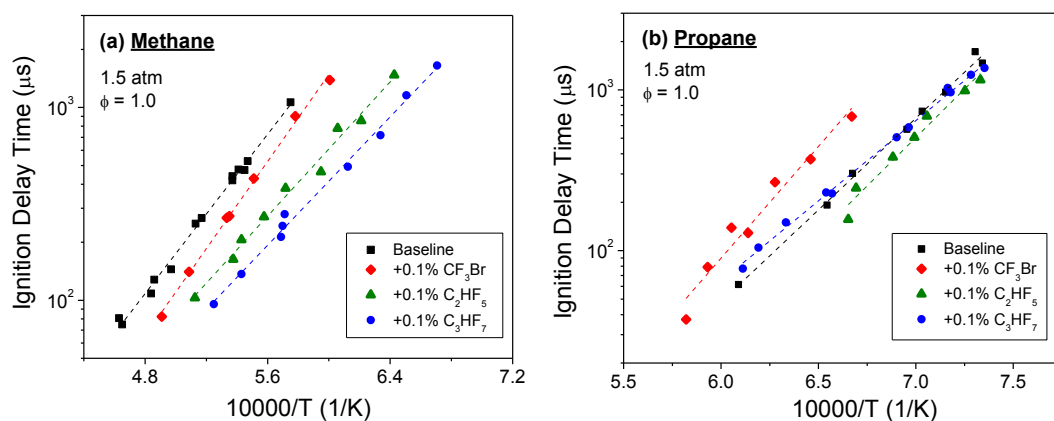 (a) Methane
1.5 atm
ϕ = 1.0
Ignition Delay Time (μs)
10³
10²
4.8 5.6 6.4 7.2
10000/T (1/K)
Baseline
+0.1% CF₃Br
+0.1% C₂HF₅
+0.1% C₃HF₇
(b) Propane
1.5 atm
ϕ = 1.0
Ignition Delay Time (μs)
10³
10²
5.5 6.0 6.5 7.0 7.5
10000/T (1/K)
Baseline
+0.1% CF₃Br
+0.1% C₂HF₅
+0.1% C₃HF₇